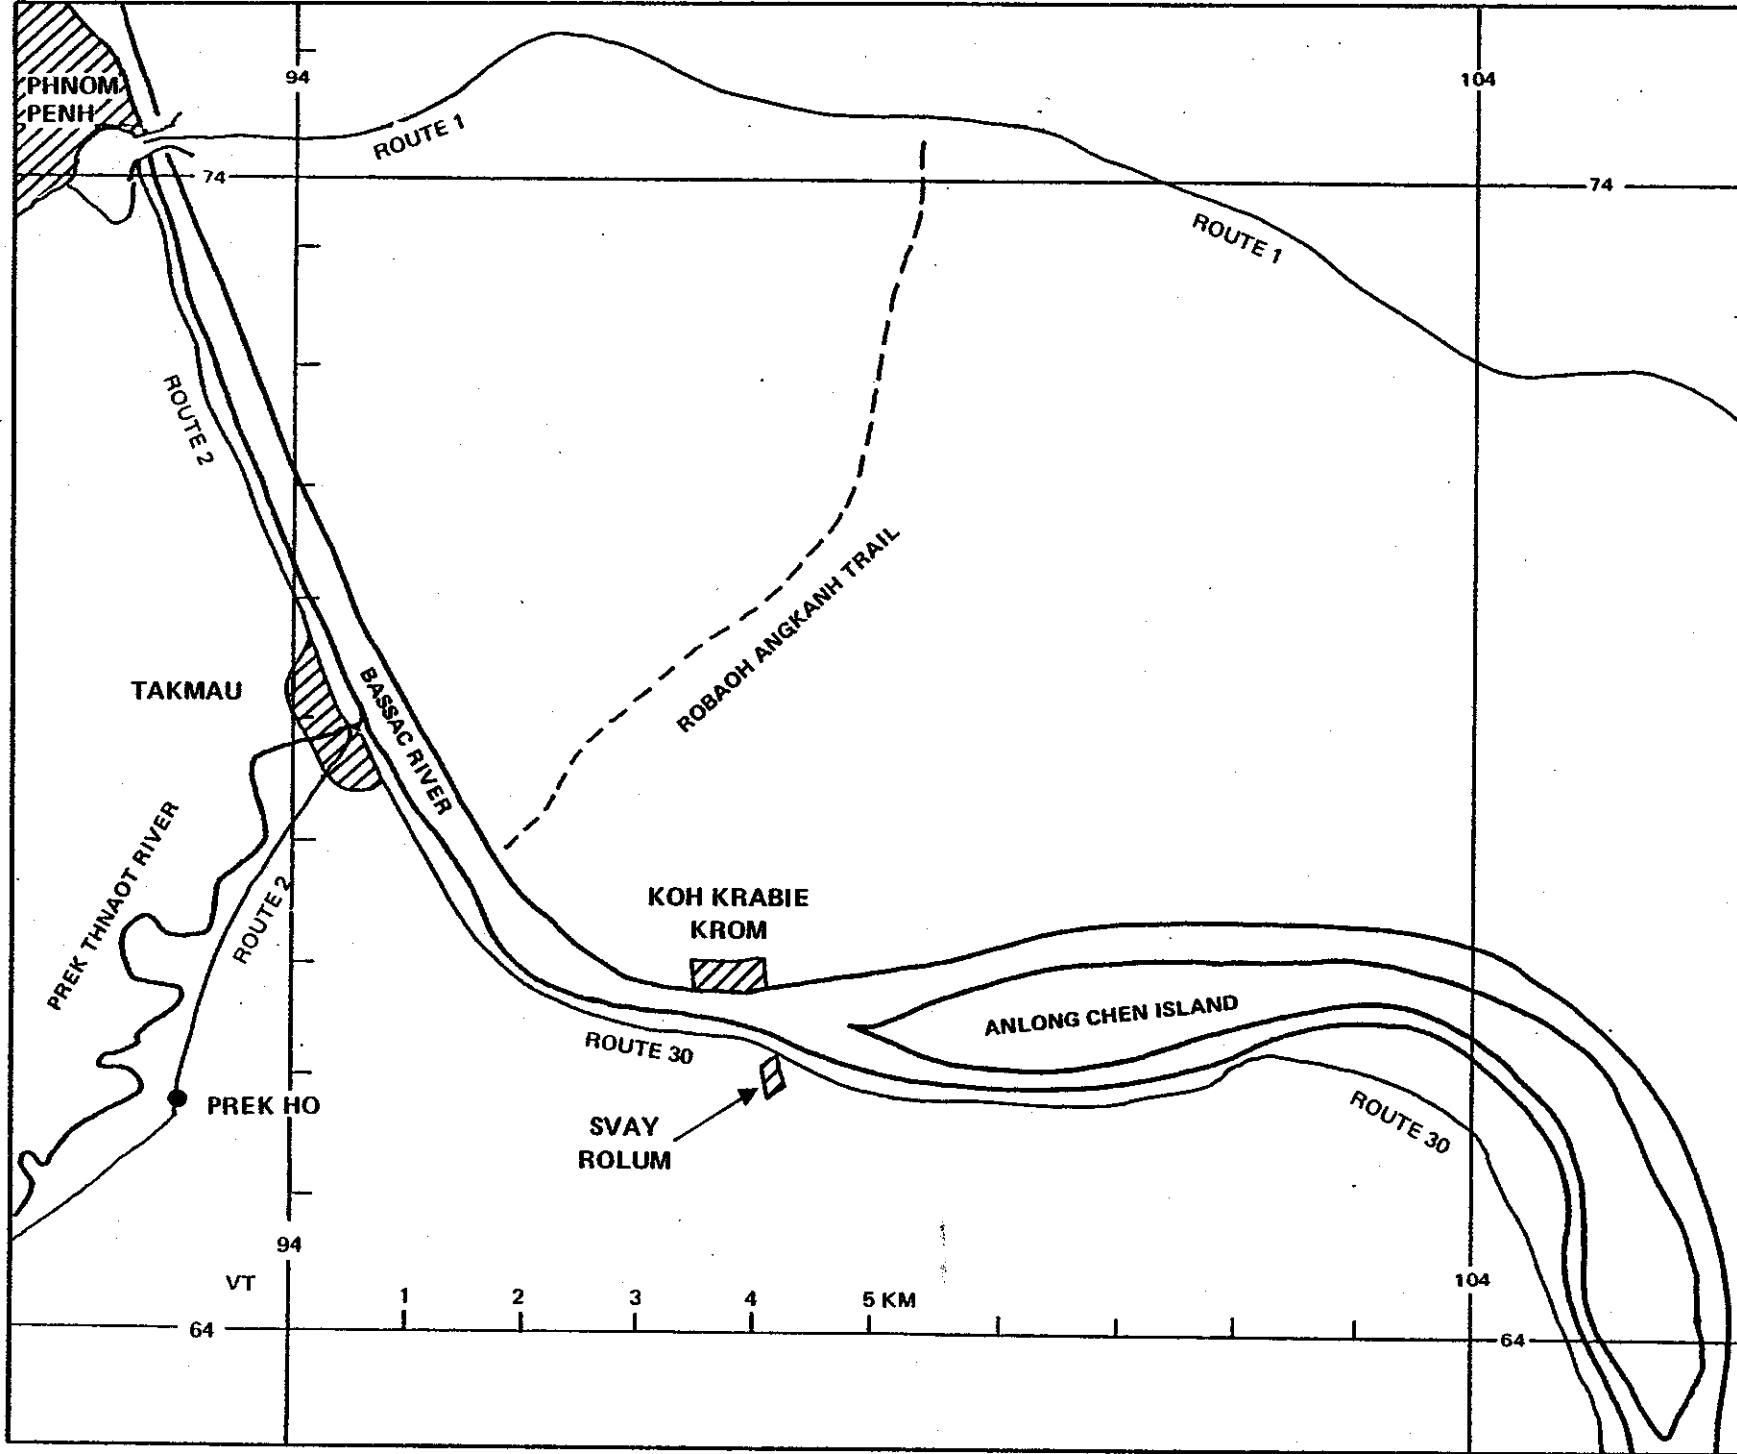 PHNOM
PENH
94
104
ROUTE 1
74
74
ROUTE 1
ROUTE 2
ROBAOH ANGKANH TRAIL
TAKMAU
BASSAC RIVER
PREK THNAOT RIVER
ROUTE 2
KOH KRABIE
KROM
ANLONG CHEN ISLAND
ROUTE 30
PREK HO
SVAY
ROLUM
ROUTE 30
94
VT
104
1
2
3
4
5 KM
64
64